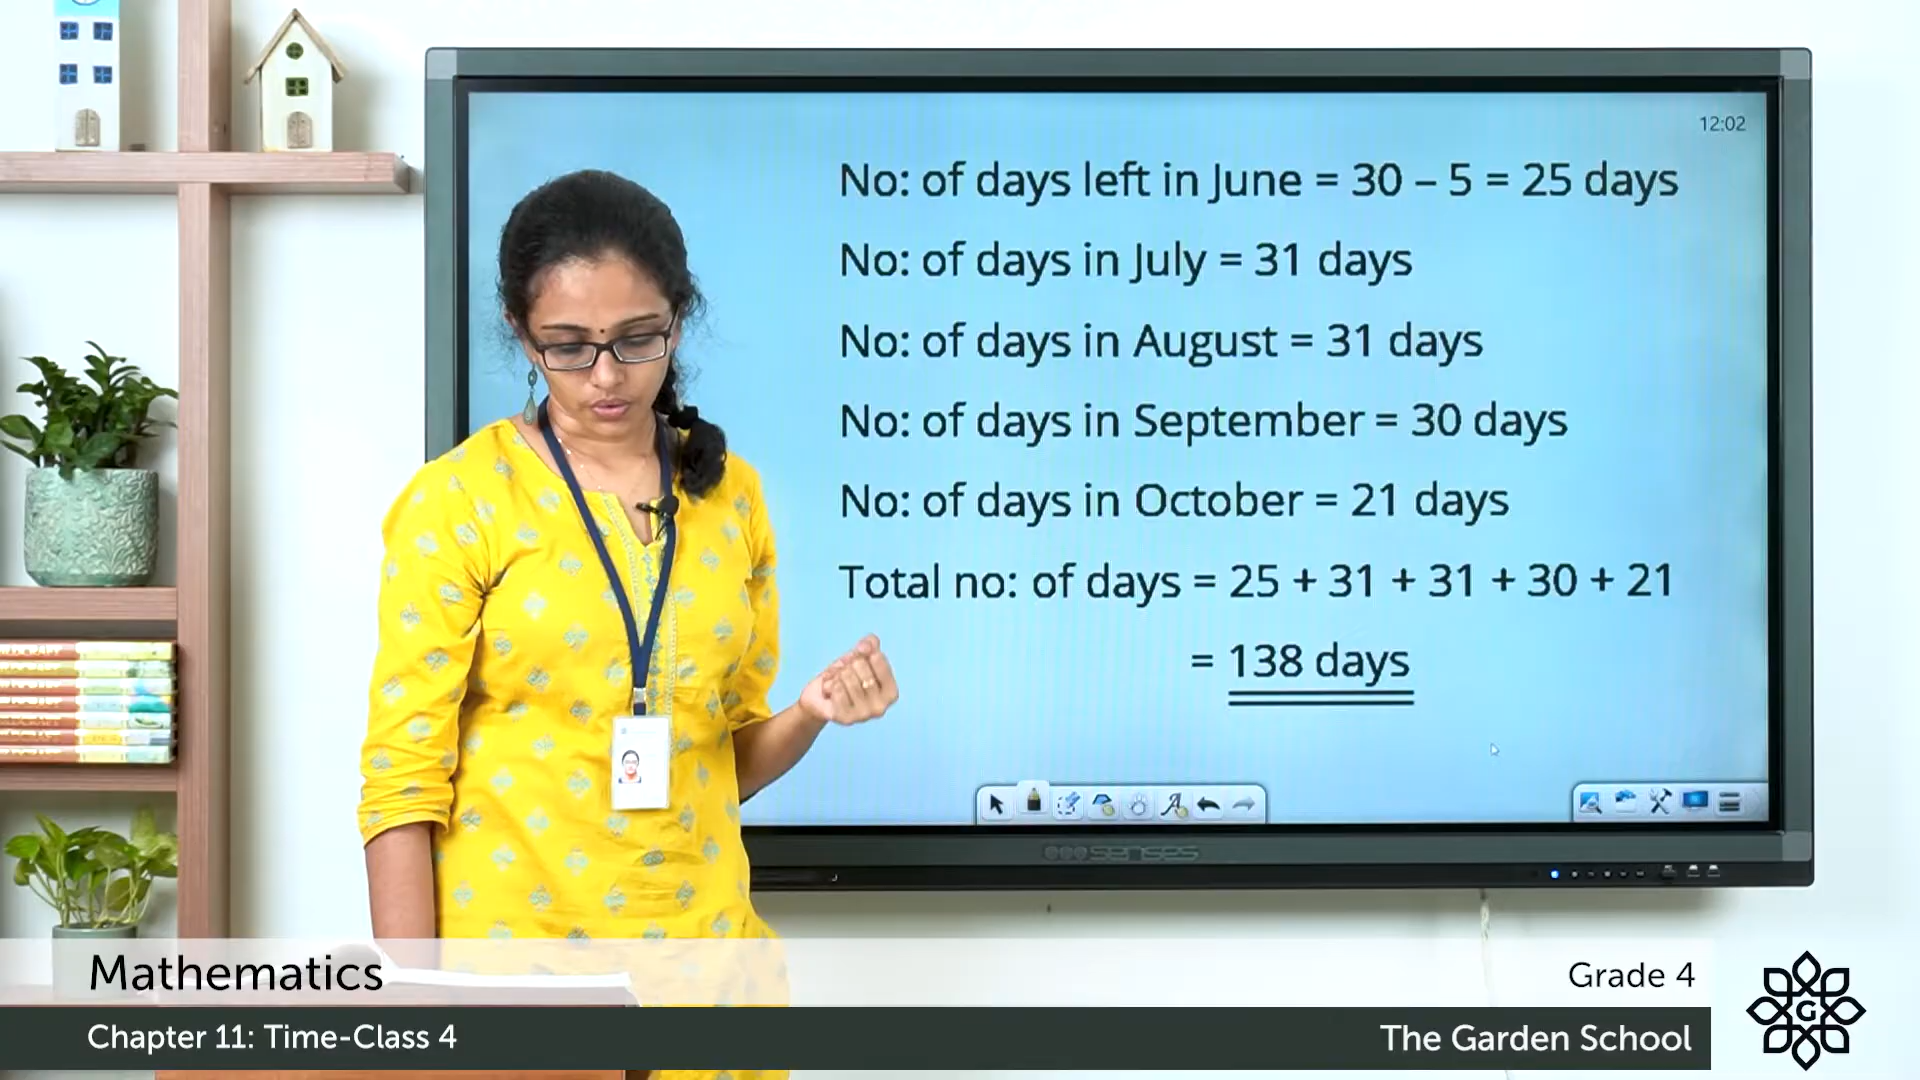 12:02
No: of days left in June = 30 – 5 = 25 days
No: of days in July = 31 days
No: of days in August = 31 days
No: of days in September = 30 days
No: of days in October = 21 days
Total no: of days = 25 + 31 + 31 + 30 + 21
= 138 days
Mathematics
Grade 4
Chapter 11: Time-Class 4
The Garden School
G